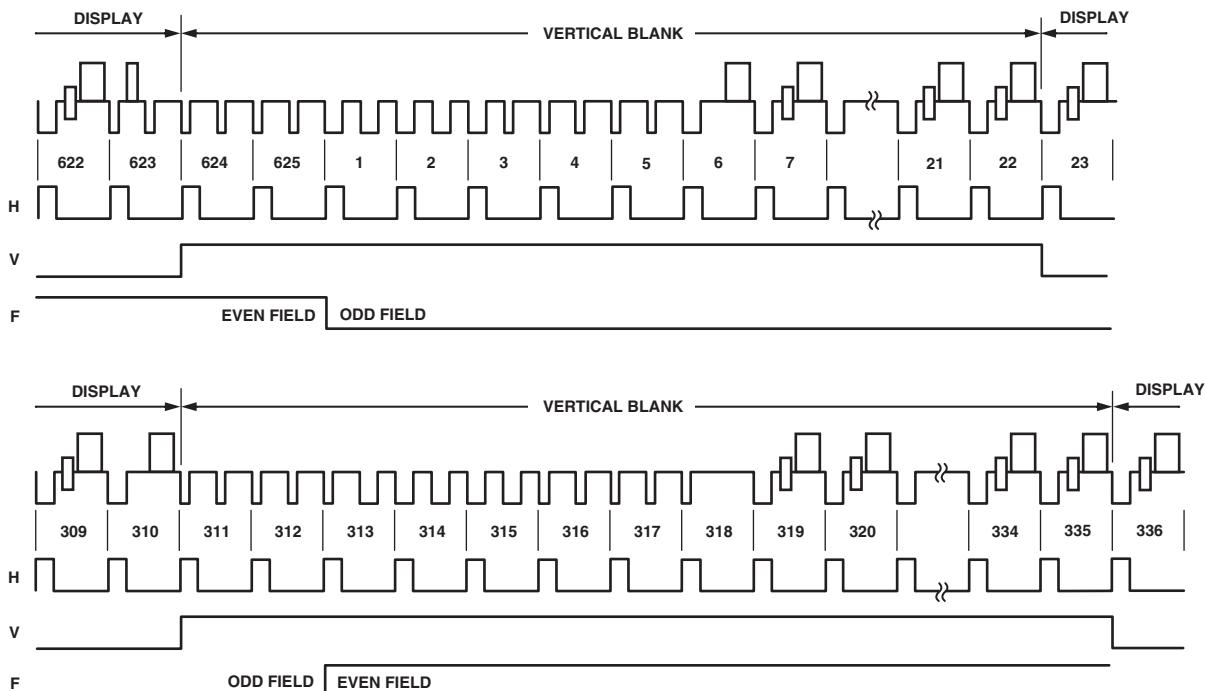 DISPLAY VERTICAL BLANK DISPLAY
622 623 624 625 1 2 3 4 5 6 7 21 22 23
H
V
F EVEN FIELD ODD FIELD
DISPLAY VERTICAL BLANK DISPLAY
309 310 311 312 313 314 315 316 317 318 319 320 334 335 336
H
V
F ODD FIELD EVEN FIELD